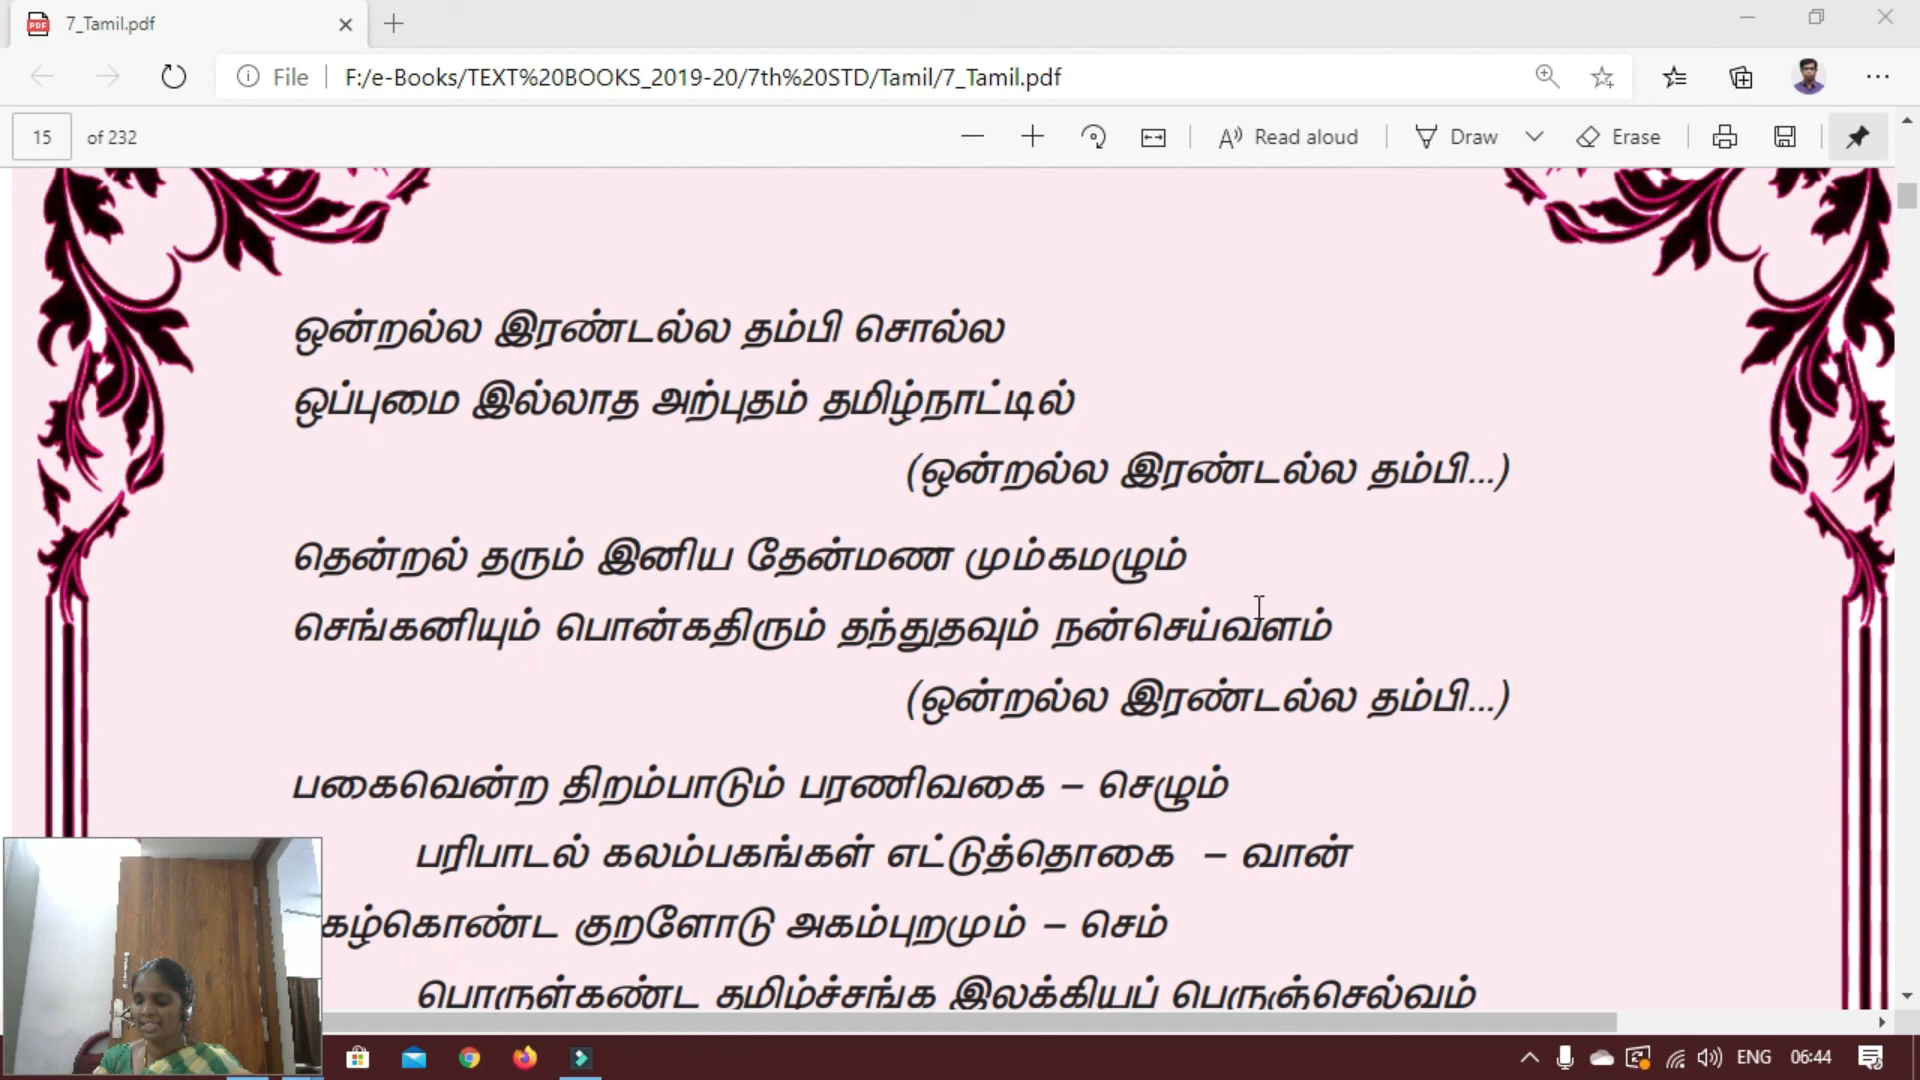 7_Tamil.pdf
File F:/e-Books/TEXT%20BOOKS_2019-20/7th%20STD/Tamil/7_Tamil.pdf
15 of 232 Read aloud Draw Erase
ஒன்றல்ல இரண்டல்ல தம்பி சொல்ல
ஒப்புமை இல்லாத அற்புதம் தமிழ்நாட்டில்
(ஒன்றல்ல இரண்டல்ல தம்பி...)
தென்றல் தரும் இனிய தேன்மண மும்கமழும்
செங்கனியும் பொன்கதிரும் தந்துதவும் நன்செய்வளம்
(ஒன்றல்ல இரண்டல்ல தம்பி...)
பகைவென்ற திறம்பாடும் பரணிவகை – செழும்
பரிபாடல் கலம்பகங்கள் எட்டுத்தொகை – வான்
கழ்கொண்ட குறளோடு அகம்புறமும் – செம்
பொருள்கண்ட தமிழ்ச்சங்க இலக்கியப் பெருஞ்செல்வம்
ENG 06:44